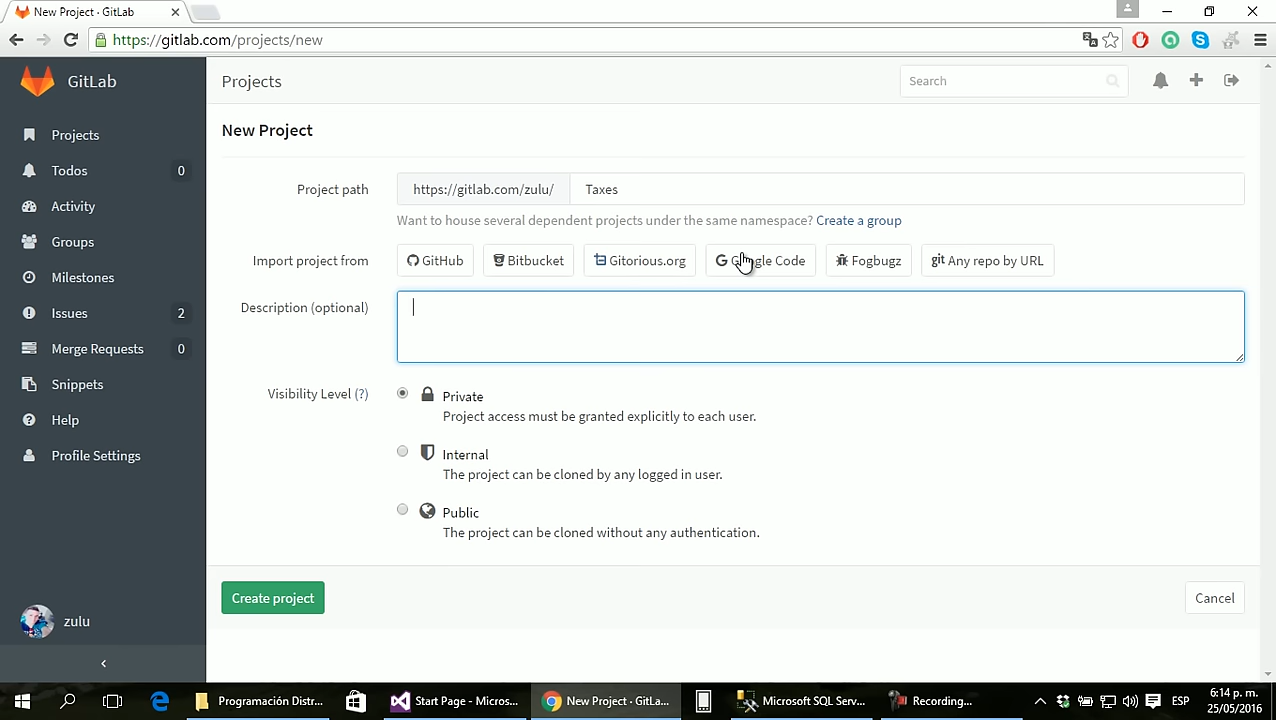 New Project · GitLab
https://gitlab.com/projects/new
GitLab
Projects
Search
Projects
Todos 0
Activity
Groups
Milestones
Issues 2
Merge Requests 0
Snippets
Help
Profile Settings
zulu
New Project
Project path https://gitlab.com/zulu/ Taxes
Want to house several dependent projects under the same namespace? Create a group
Import project from GitHub Bitbucket Gitorious.org Google Code Fogbugz git Any repo by URL
Description (optional)
Visibility Level (?) Private
Project access must be granted explicitly to each user.
Internal
The project can be cloned by any logged in user.
Public
The project can be cloned without any authentication.
Create project Cancel
Programación Distr... Start Page - Micros... New Project - GitLa... Microsoft SQL Serv... Recording... ESP 6:14 p. m.
25/05/2016